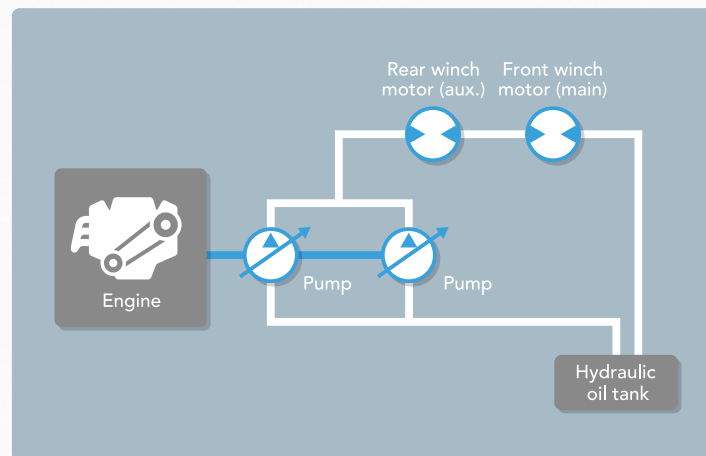 Rear winch
motor (aux.)
Front winch
motor (main)
Engine
Pump
Pump
Hydraulic
oil tank